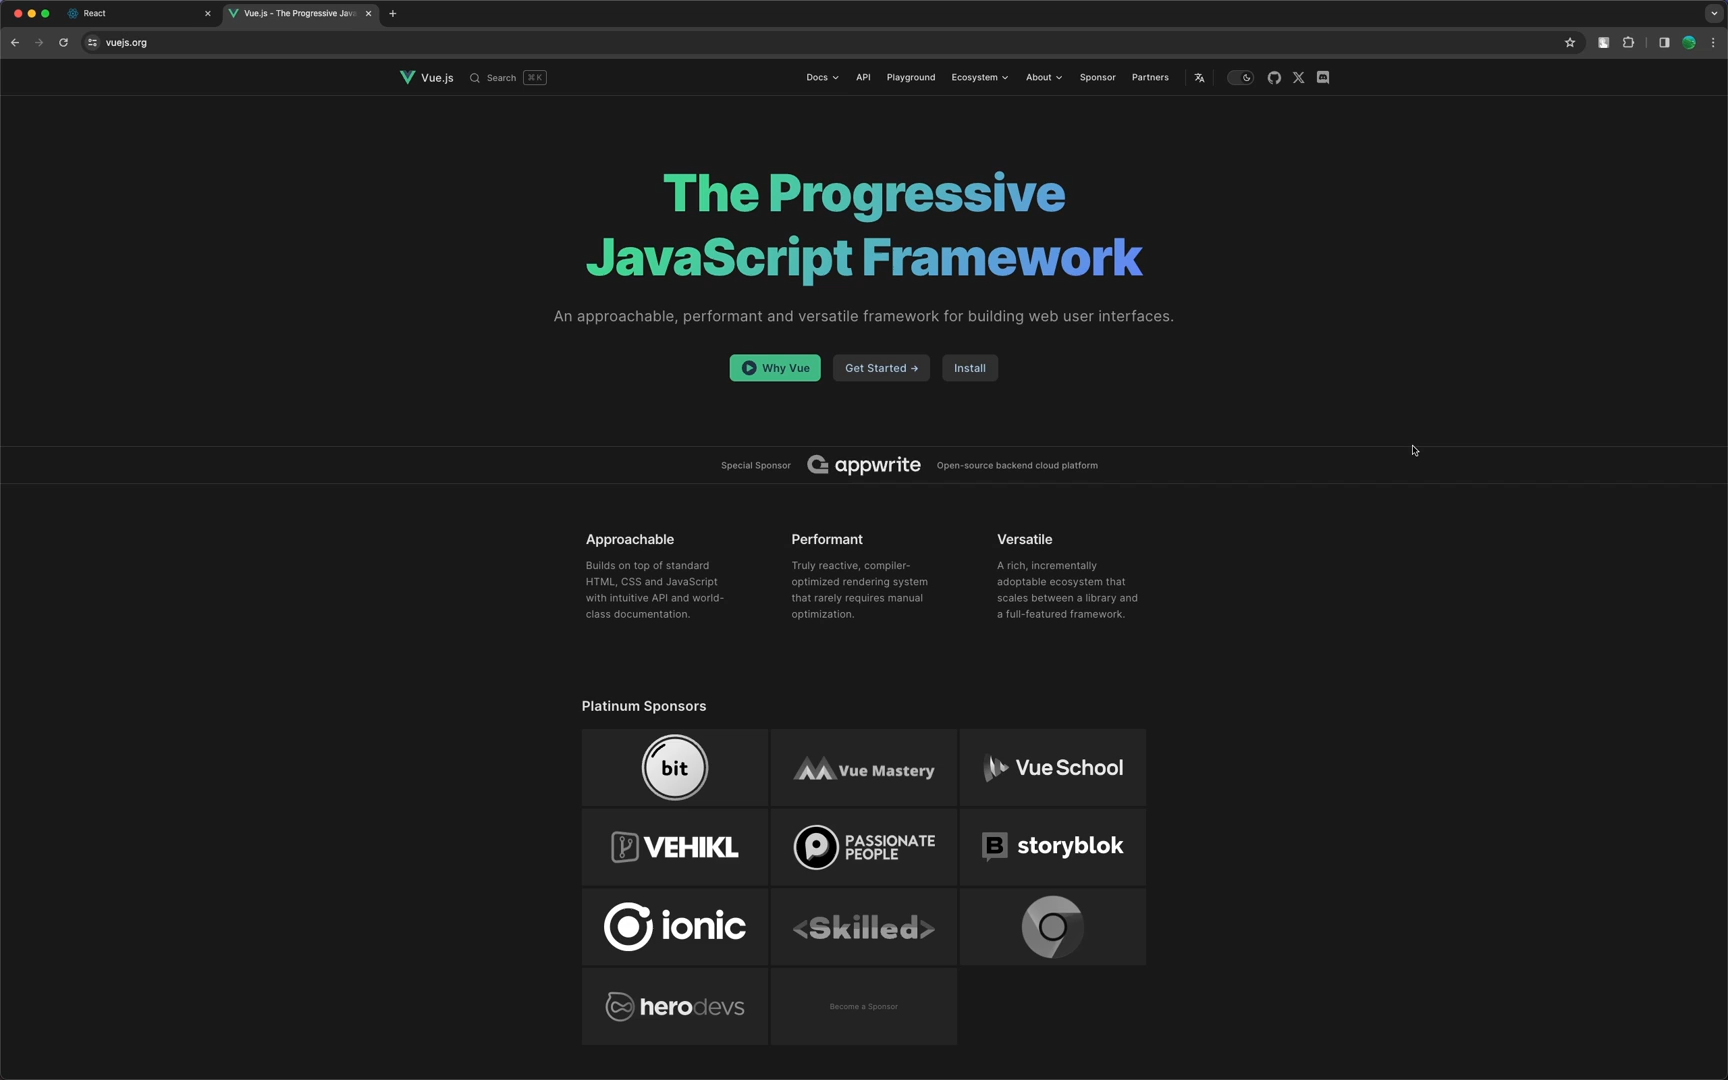 React
Vue.js - The Progressive Java
vuejs.org
Vue.js
Search
⌘ K
Docs
API
Playground
Ecosystem
About
Sponsor
Partners
The Progressive
JavaScript Framework
An approachable, performant and versatile framework for building web user interfaces.
Why Vue
Get Started →
Install
Special Sponsor
appwrite
Open-source backend cloud platform
Approachable
Builds on top of standard
HTML, CSS and JavaScript
with intuitive API and world-
class documentation.
Performant
Truly reactive, compiler-
optimized rendering system
that rarely requires manual
optimization.
Versatile
A rich, incrementally
adoptable ecosystem that
scales between a library and
a full-featured framework.
Platinum Sponsors
bit
Vue Mastery
Vue School
VEHIKL
PASSIONATE
PEOPLE
storyblok
ionic
<Skilled>
herodevs
Become a Sponsor